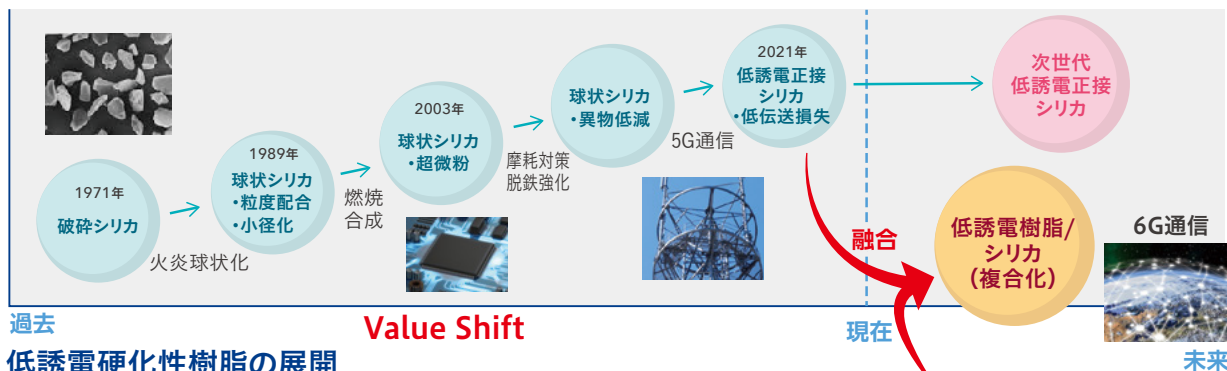 1971年
破砕シリカ
火炎球状化
1989年
球状シリカ
・粒度配合
・小径化
燃焼
合成
2003年
球状シリカ
・超微粉
摩耗対策
脱鉄強化
球状シリカ
・異物低減
5G通信
2021年
低誘電正接
シリカ
・低伝送損失
次世代
低誘電正接
シリカ
融合
低誘電樹脂/
シリカ
(複合化)
6G通信
過去
Value Shift
現在
未来
低誘電硬化性樹脂の展開